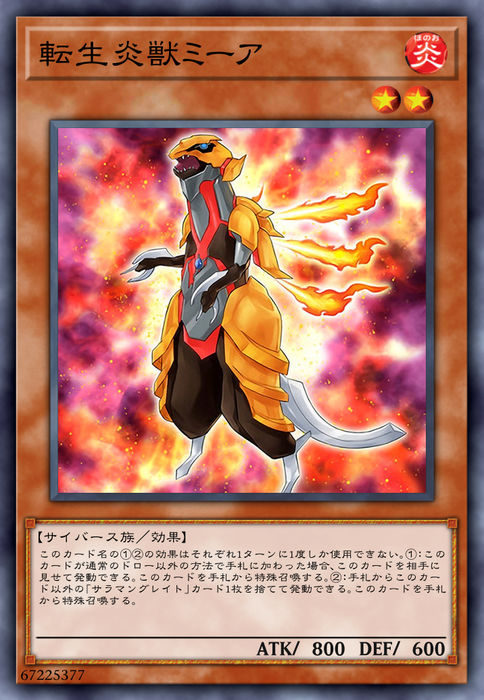 転生炎獣ミーア
ほのお
炎
【サイバース族／効果】
このカード名の①②の効果はそれぞれ1ターンに1度しか使用できない。①：この
カードが通常のドロー以外の方法で手札に加わった場合、このカードを相手に
見せて発動できる。このカードを手札から特殊召喚する。②：手札からこのカー
ド以外の「サラマングレイト」カード1枚を捨てて発動できる。このカードを手札
から特殊召喚する。
ATK/ 800 DEF/ 600
67225377